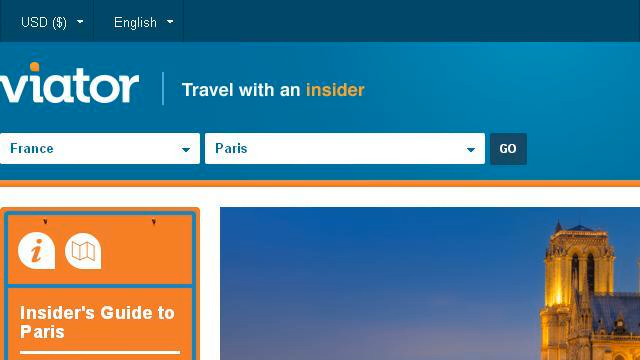 USD ($) English
viator Travel with an insider
France Paris GO
i
Insider's Guide to
Paris